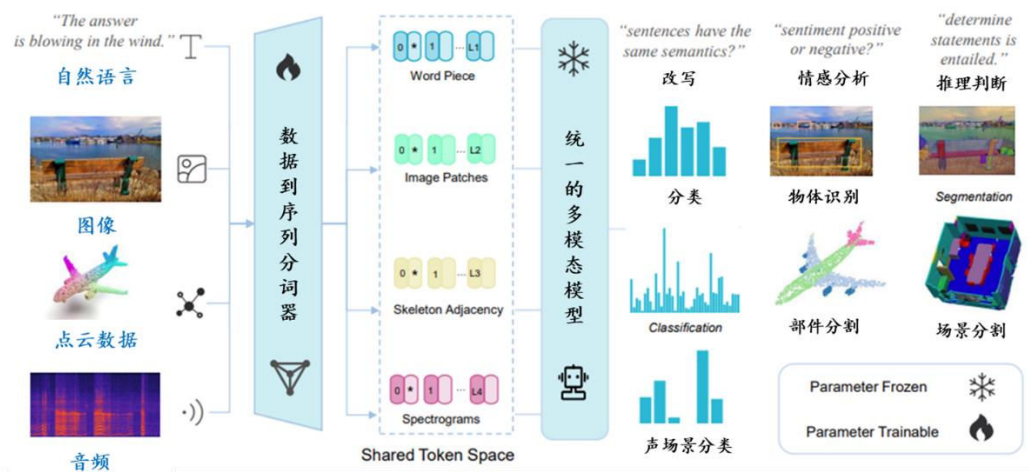 “The answer
is blowing in the wind.”
自然语言
图像
点云数据
音频
数据到序列分词器
0 * 1 ... L1
Word Piece
0 * 1 ... L2
Image Patches
0 * 1 ... L3
Skeleton Adjacency
0 * 1 ... L4
Spectrograms
Shared Token Space
统一的多模态模型
“sentences have the
same semantics?”
改写
“sentiment positive
or negative?”
情感分析
“determine
statements is
entailed.”
推理判断
分类
物体识别
Segmentation
Classification
部件分割
场景分割
声场景分类
Parameter Frozen
Parameter Trainable